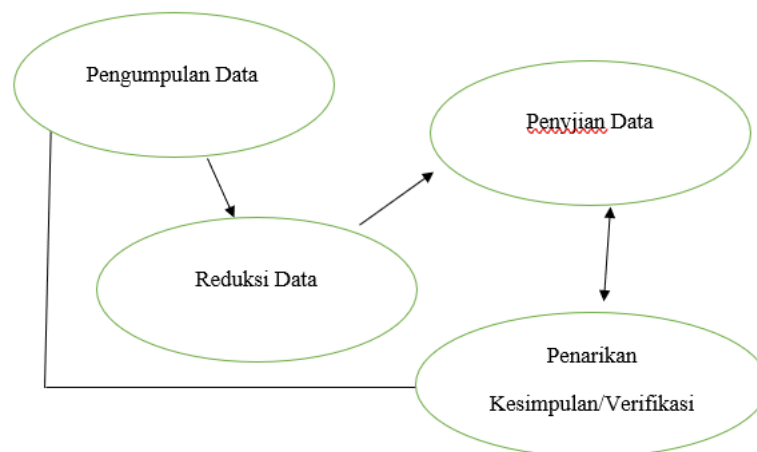 Pengumpulan Data
Penyjian Data
Reduksi Data
Penarikan
Kesimpulan/Verifikasi